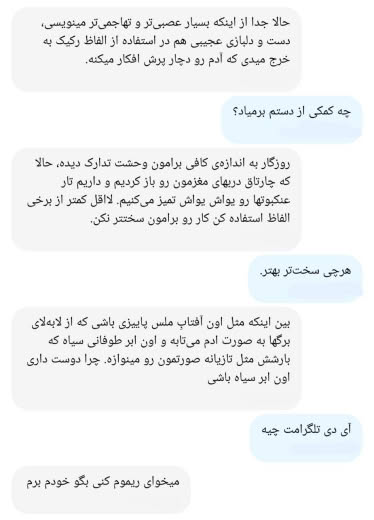 حالا جدا از اینکه بسیار عصبی‌تر و تهاجمی‌تر مینویسی،
دست و دلبازی عجیبی هم در استفاده از الفاظ رکیک به
خرج میدی که آدم رو دچار پرش افکار میکنه.
چه کمکی از دستم برمیاد؟
روزگار به اندازه‌ی کافی برامون وحشت تدارک دیده، حالا
که چارتاق دربهای مغزمون رو باز کردیم و داریم تار
عنکبوتها رو یواش یواش تمیز می‌کنیم. لااقل کمتر از برخی
الفاظ استفاده کن کار رو برامون سختتر نکن.
هرچی سخت‌تر بهتر.
بین اینکه مثل اون آفتابِ ملس پاییزی باشی که از لابه‌لای
برگها به صورت ادم می‌تابه و اون ابر طوفانی سیاه که
بارشش مثل تازیانه صورتمون رو مینوازه. چرا دوست داری
اون ابر سیاه باشی
آی دی تلگرامت چیه
میخوای ریموم کنی بگو خودم برم